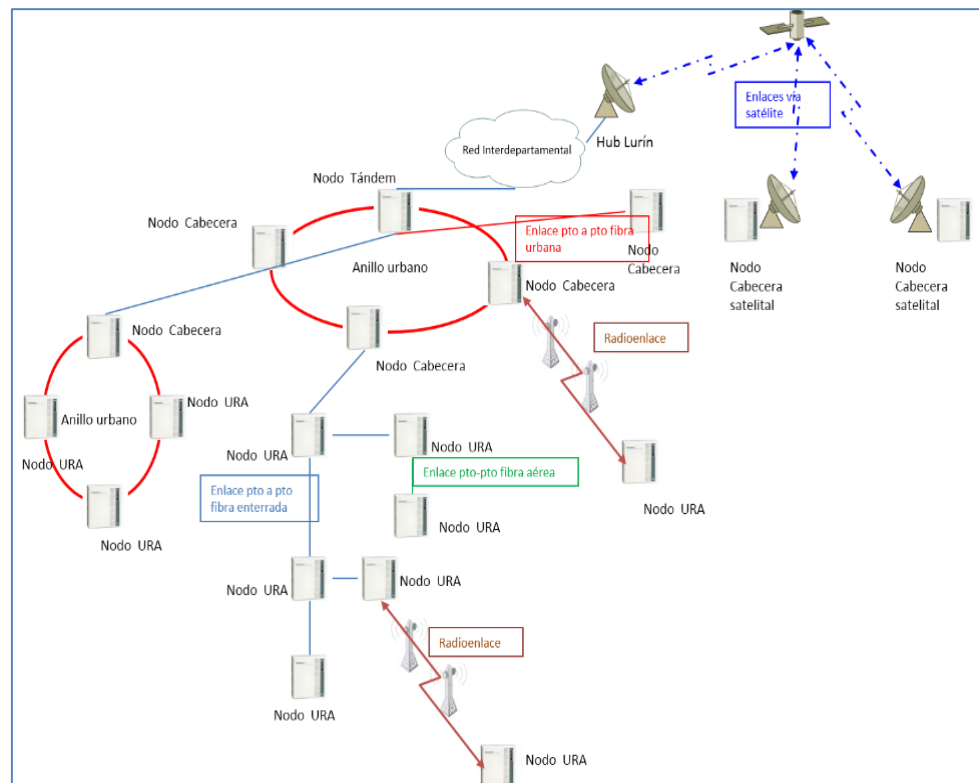 Enlaces vía
satélite
Hub Lurín
Red Interdepartamental
Nodo Tándem
Nodo Cabecera
Enlace pto a pto fibra
urbana
Nodo
Cabecera
Anillo urbano
Nodo Cabecera
Nodo
Cabecera
satelital
Nodo
Cabecera
satelital
Nodo Cabecera
Radioenlace
Nodo Cabecera
Nodo URA
Anillo urbano
Nodo URA
Nodo URA
Nodo URA
Nodo URA
Enlace pto-pto fibra aérea
Enlace pto a pto
fibra enterrada
Nodo URA
Nodo URA
Nodo URA
Nodo URA
Nodo URA
Radioenlace
Nodo URA
Nodo URA